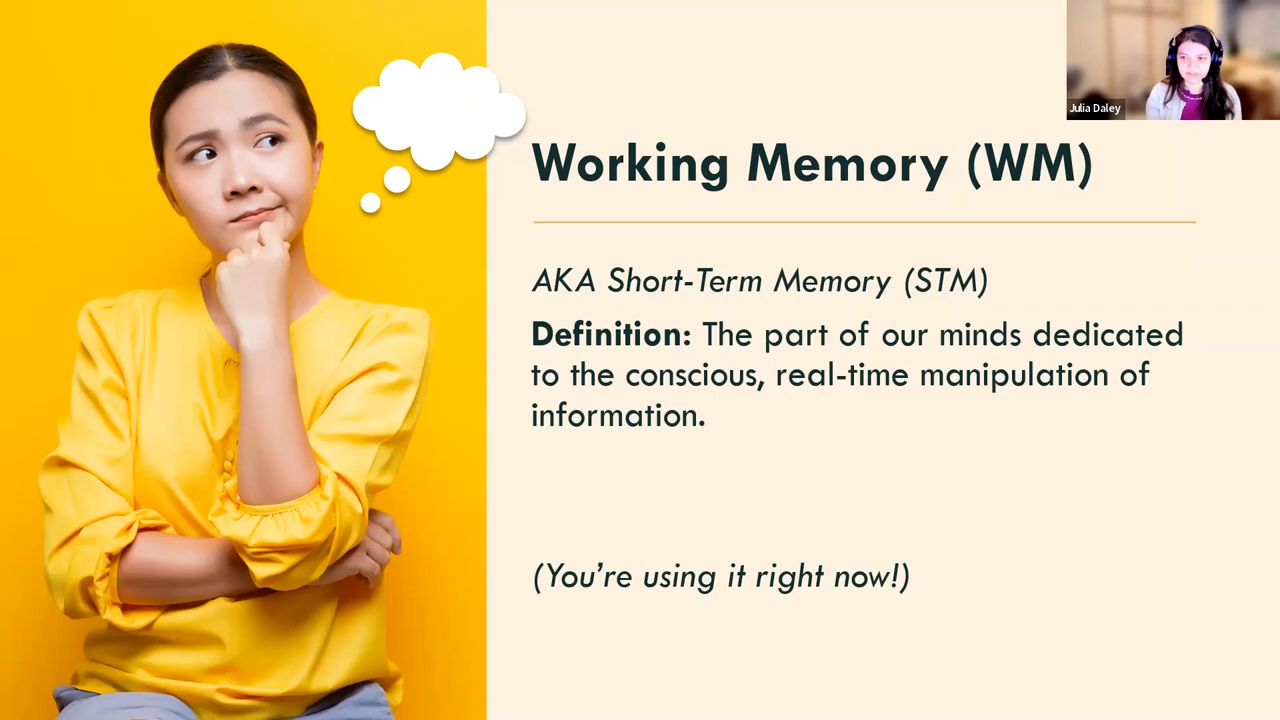 Julia Daley
Working Memory (WM)
AKA Short-Term Memory (STM)
Definition: The part of our minds dedicated
to the conscious, real-time manipulation of
information.
(You’re using it right now!)